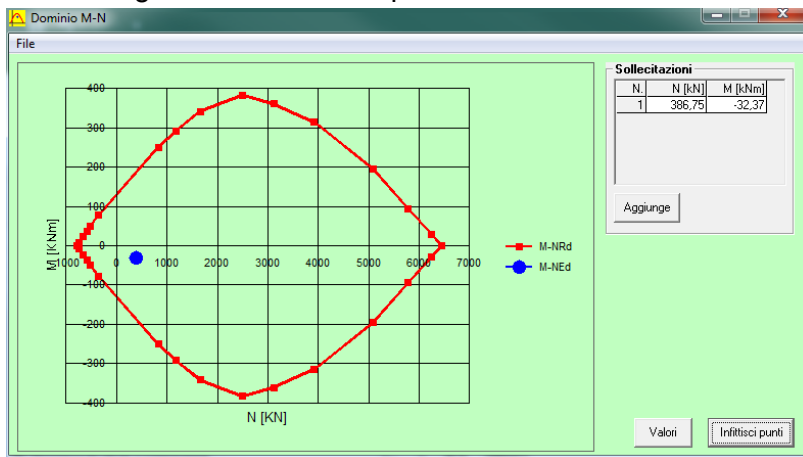 Dominio M-N
File
400
300
200
100
0
-100
-200
-300
-400
M [KNm]
-1000 0 1000 2000 3000 4000 5000 6000 7000
N [KN]
M-NRd
M-NEd
Sollecitazioni
N. N [kN] M [kNm]
1 386,75 -32,37
Aggiunge
Valori
Infittisci punti